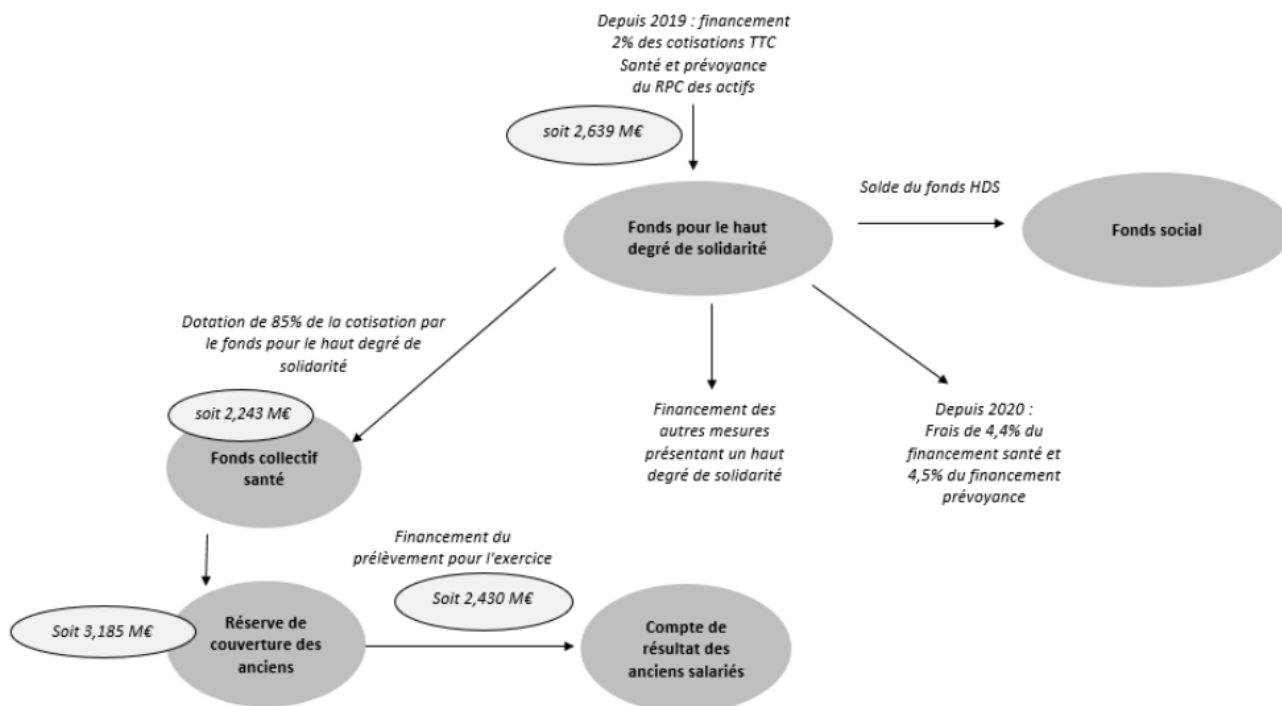 Depuis 2019 : financement
2% des cotisations TTC
Santé et prévoyance
du RPC des actifs
soit 2,639 M€
Solde du fonds HDS
Fonds pour le haut
degré de solidarité
Fonds social
Dotation de 85% de la cotisation par
le fonds pour le haut degré de
solidarité
soit 2,243 M€
Fonds collectif
santé
Financement des
autres mesures
présentant un haut
degré de solidarité
Depuis 2020 :
Frais de 4,4% du
financement santé et
4,5% du financement
prévoyance
Financement du
prélèvement pour l'exercice
Soit 2,430 M€
Soit 3,185 M€
Réserve de
couverture des
anciens
Compte de
résultat des
anciens salariés